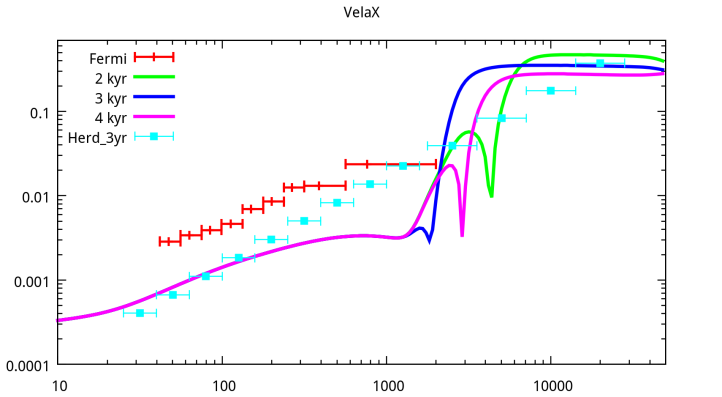 VelaX
Fermi
2 kyr
3 kyr
4 kyr
Herd_3yr
0.1
0.01
0.001
0.0001
10 100 1000 10000